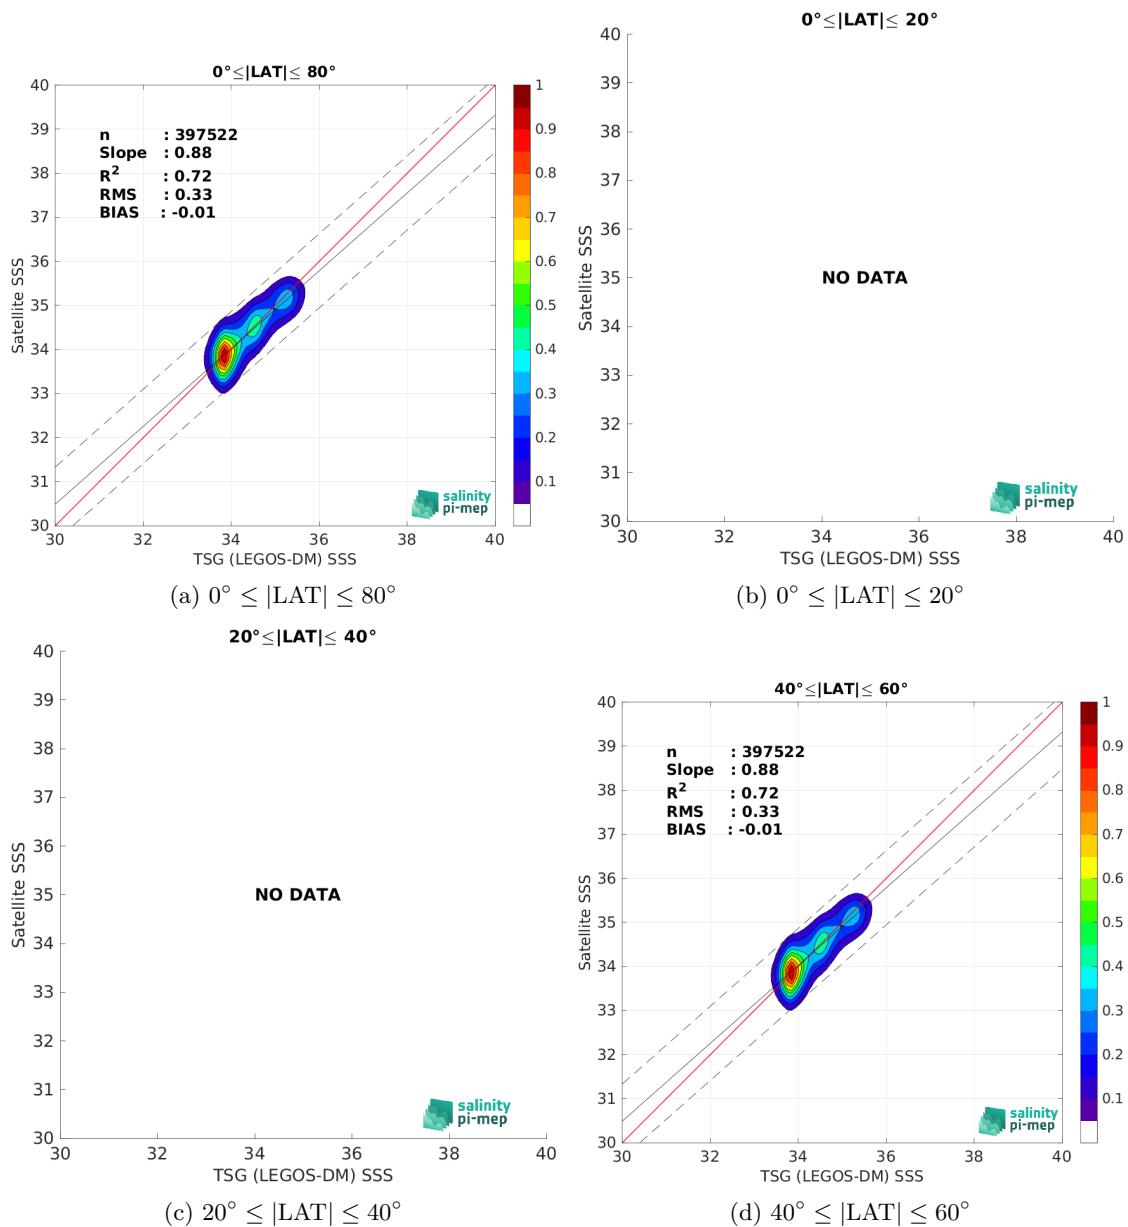 0°≤|LAT|≤ 80°
40
39
38
37
36
35
34
33
32
31
30
Satellite SSS
n : 397522
Slope : 0.88
R² : 0.72
RMS : 0.33
BIAS : -0.01
salinity
pi-mep
30 32 34 36 38 40
TSG (LEGOS-DM) SSS
1
0.9
0.8
0.7
0.6
0.5
0.4
0.3
0.2
0.1
(a) 0° ≤ |LAT| ≤ 80°
0°≤|LAT|≤ 20°
40
39
38
37
36
35
34
33
32
31
30
Satellite SSS
NO DATA
salinity
pi-mep
30 32 34 36 38 40
TSG (LEGOS-DM) SSS
(b) 0° ≤ |LAT| ≤ 20°
20°≤|LAT|≤ 40°
40
39
38
37
36
35
34
33
32
31
30
Satellite SSS
NO DATA
salinity
pi-mep
30 32 34 36 38 40
TSG (LEGOS-DM) SSS
(c) 20° ≤ |LAT| ≤ 40°
40°≤|LAT|≤ 60°
40
39
38
37
36
35
34
33
32
31
30
Satellite SSS
n : 397522
Slope : 0.88
R² : 0.72
RMS : 0.33
BIAS : -0.01
salinity
pi-mep
30 32 34 36 38 40
TSG (LEGOS-DM) SSS
1
0.9
0.8
0.7
0.6
0.5
0.4
0.3
0.2
0.1
(d) 40° ≤ |LAT| ≤ 60°